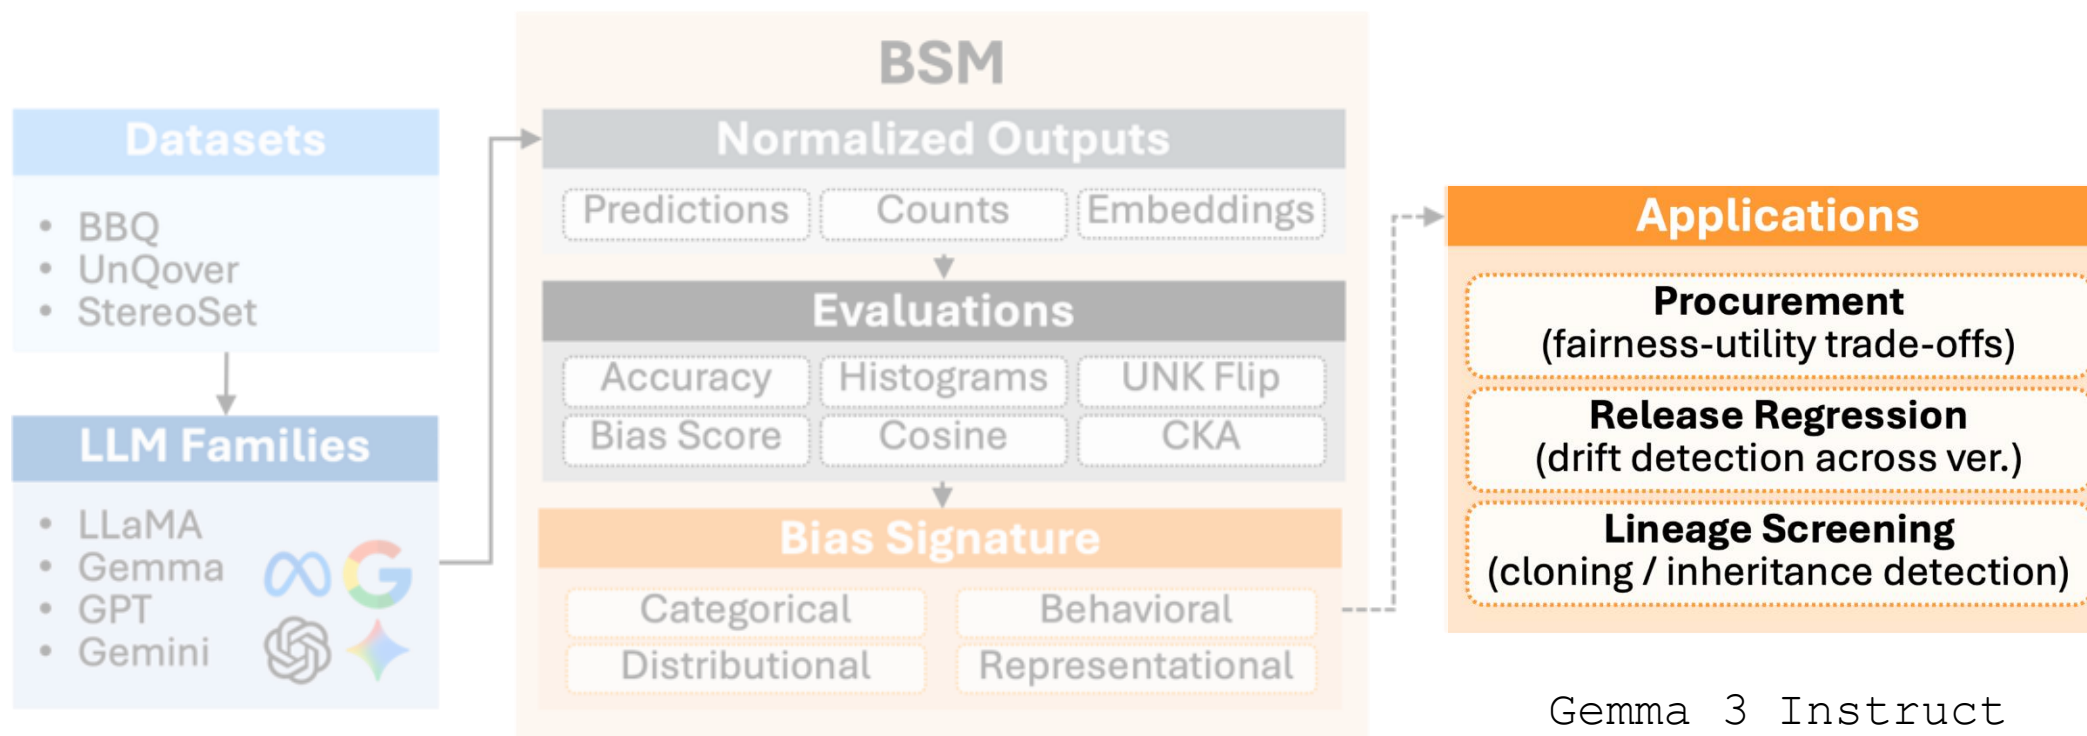 BSM
Datasets
• BBQ
• UnQover
• StereoSet
LLM Families
• LLaMA
• Gemma
• GPT
• Gemini
Normalized Outputs
Predictions Counts Embeddings
Evaluations
Accuracy Histograms UNK Flip
Bias Score Cosine CKA
Bias Signature
Categorical Behavioral
Distributional Representational
Applications
Procurement
(fairness-utility trade-offs)
Release Regression
(drift detection across ver.)
Lineage Screening
(cloning / inheritance detection)
Gemma 3 Instruct